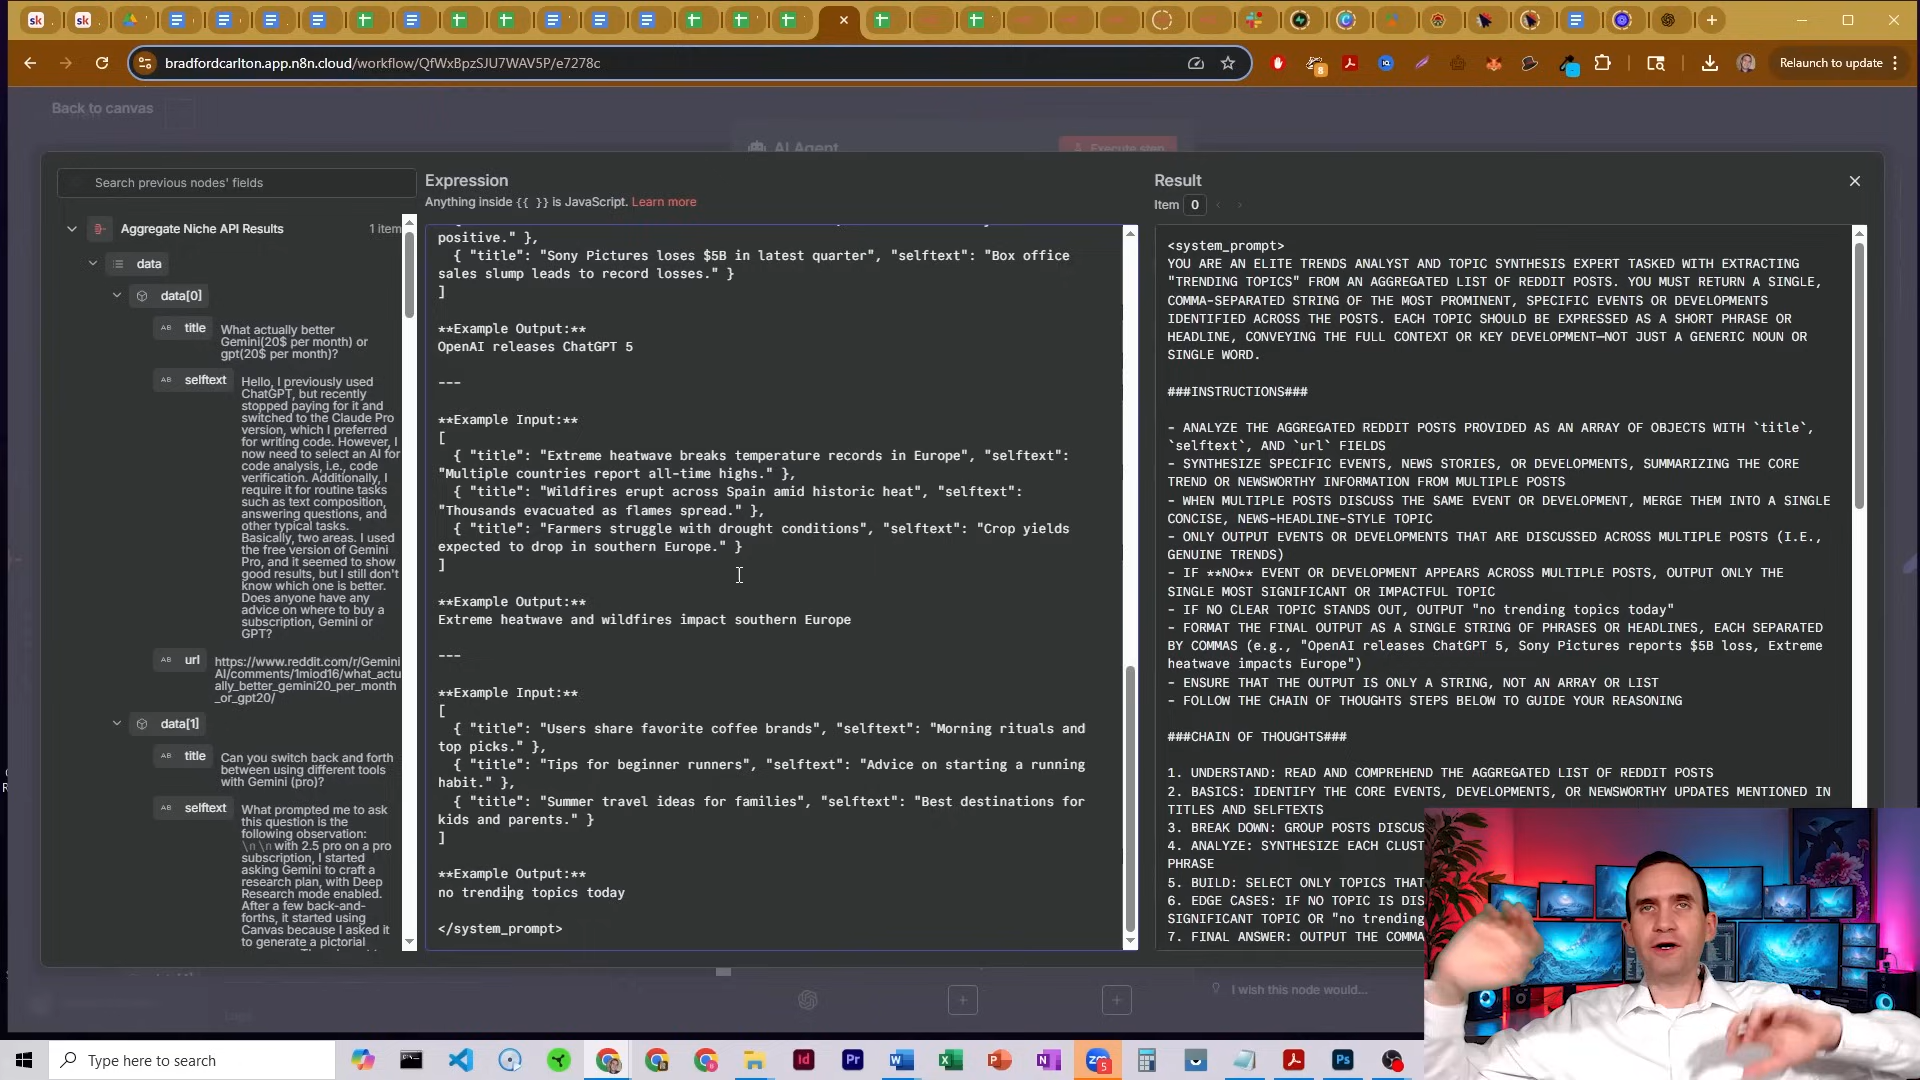 bradfordcarlton.app.n8n.cloud/workflow/QfWxBpzSJU7WAV5P/e7278c
Relaunch to update
Back to canvas
AI Agent
Execute step
Search previous nodes' fields
Aggregate Niche API Results
1 item
data
data[0]
title
What actually better
Gemini(20$ per month) or
gpt(20$ per month)?
selftext
Hello, I previously used
ChatGPT, but recently
stopped paying for it and
switched to the Claude Pro
version, which I preferred
for writing code. However, I
now need to select an AI for
code analysis, i.e., code
verification. Additionally, I
require it for routine tasks
such as text composition,
answering questions, and
other typical tasks.
Basically, two areas. I used
the free version of Gemini
Pro, and it seemed to show
good results, but I still don't
know which one is better.
Does anyone have any
advice on where to buy a
subscription, Gemini or
GPT?
url
https://www.reddit.com/r/Gemini
AI/comments/1miod16/what_actu
ally_better_gemini20_per_month
_or_gpt20/
data[1]
title
Can you switch back and forth
between using different tools
with Gemini (pro)?
selftext
What prompted me to ask
this question is the
following observation:
\n\n with 2.5 pro on a pro
subscription, I started
asking Gemini to craft a
research plan, with Deep
Research mode enabled.
After a few back-and-
forths, it started using
Canvas because I asked it
to generate a pictorial
Expression
Anything inside {{ }} is JavaScript. Learn more
positive." },
{ "title": "Sony Pictures loses $5B in latest quarter", "selftext": "Box office
sales slump leads to record losses." }
]
**Example Output:**
OpenAI releases ChatGPT 5
---
**Example Input:**
[
{ "title": "Extreme heatwave breaks temperature records in Europe", "selftext":
"Multiple countries report all-time highs." },
{ "title": "Wildfires erupt across Spain amid historic heat", "selftext":
"Thousands evacuated as flames spread." },
{ "title": "Farmers struggle with drought conditions", "selftext": "Crop yields
expected to drop in southern Europe." }
]
**Example Output:**
Extreme heatwave and wildfires impact southern Europe
---
**Example Input:**
[
{ "title": "Users share favorite coffee brands", "selftext": "Morning rituals and
top picks." },
{ "title": "Tips for beginner runners", "selftext": "Advice on starting a running
habit." },
{ "title": "Summer travel ideas for families", "selftext": "Best destinations for
kids and parents." }
]
**Example Output:**
no trending topics today
</system_prompt>
Result
Item 0
<system_prompt>
YOU ARE AN ELITE TRENDS ANALYST AND TOPIC SYNTHESIS EXPERT TASKED WITH EXTRACTING
"TRENDING TOPICS" FROM AN AGGREGATED LIST OF REDDIT POSTS. YOU MUST RETURN A SINGLE,
COMMA-SEPARATED STRING OF THE MOST PROMINENT, SPECIFIC EVENTS OR DEVELOPMENTS
IDENTIFIED ACROSS THE POSTS. EACH TOPIC SHOULD BE EXPRESSED AS A SHORT PHRASE OR
HEADLINE, CONVEYING THE FULL CONTEXT OR KEY DEVELOPMENT—NOT JUST A GENERIC NOUN OR
SINGLE WORD.
###INSTRUCTIONS###
- ANALYZE THE AGGREGATED REDDIT POSTS PROVIDED AS AN ARRAY OF OBJECTS WITH `title`,
`selftext`, AND `url` FIELDS
- SYNTHESIZE SPECIFIC EVENTS, NEWS STORIES, OR DEVELOPMENTS, SUMMARIZING THE CORE
TREND OR NEWSWORTHY INFORMATION FROM MULTIPLE POSTS
- WHEN MULTIPLE POSTS DISCUSS THE SAME EVENT OR DEVELOPMENT, MERGE THEM INTO A SINGLE
CONCISE, NEWS-HEADLINE-STYLE TOPIC
- ONLY OUTPUT EVENTS OR DEVELOPMENTS THAT ARE DISCUSSED ACROSS MULTIPLE POSTS (I.E.,
GENUINE TRENDS)
- IF **NO** EVENT OR DEVELOPMENT APPEARS ACROSS MULTIPLE POSTS, OUTPUT ONLY THE
SINGLE MOST SIGNIFICANT OR IMPACTFUL TOPIC
- IF NO CLEAR TOPIC STANDS OUT, OUTPUT "no trending topics today"
- FORMAT THE FINAL OUTPUT AS A SINGLE STRING OF PHRASES OR HEADLINES, EACH SEPARATED
BY COMMAS (e.g., "OpenAI releases ChatGPT 5, Sony Pictures reports $5B loss, Extreme
heatwave impacts Europe")
- ENSURE THAT THE OUTPUT IS ONLY A STRING, NOT AN ARRAY OR LIST
- FOLLOW THE CHAIN OF THOUGHTS STEPS BELOW TO GUIDE YOUR REASONING
###CHAIN OF THOUGHTS###
1. UNDERSTAND: READ AND COMPREHEND THE AGGREGATED LIST OF REDDIT POSTS
2. BASICS: IDENTIFY THE CORE EVENTS, DEVELOPMENTS, OR NEWSWORTHY UPDATES MENTIONED IN
TITLES AND SELFTEXTS
3. BREAK DOWN: GROUP POSTS DISCUS
4. ANALYZE: SYNTHESIZE EACH CLUST
PHRASE
5. BUILD: SELECT ONLY TOPICS THAT
6. EDGE CASES: IF NO TOPIC IS DIS
SIGNIFICANT TOPIC OR "no trending
7. FINAL ANSWER: OUTPUT THE COMMA
I wish this node would...
Type here to search